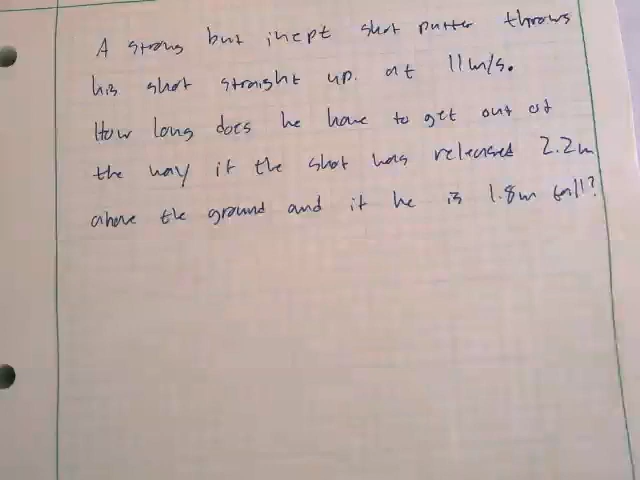 A strong but inept shot putter throws
his shot straight up. at 11m/s.
How long does he have to get out of
the way if the shot was released 2.2m
above the ground and if he is 1.8m tall?